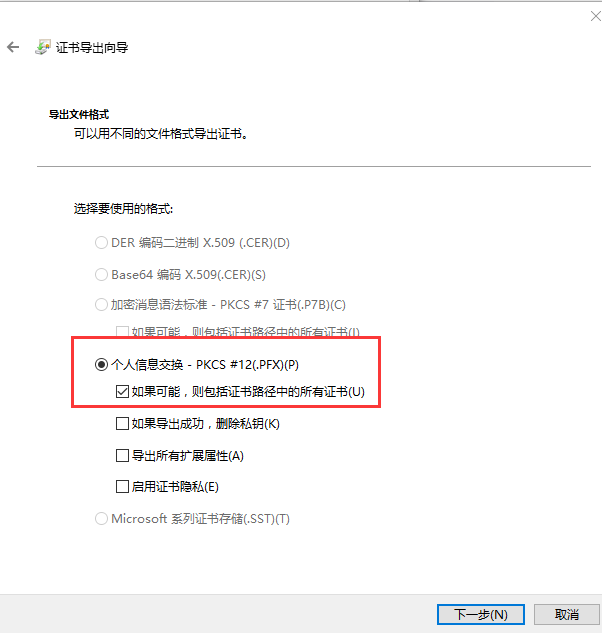 证书导出向导
导出文件格式
可以用不同的文件格式导出证书。
选择要使用的格式:
DER 编码二进制 X.509 (.CER)(D)
Base64 编码 X.509(.CER)(S)
加密消息语法标准 - PKCS #7 证书(.P7B)(C)
如果可能，则包括证书路径中的所有证书(I)
个人信息交换 - PKCS #12(.PFX)(P)
如果可能，则包括证书路径中的所有证书(U)
如果导出成功，删除私钥(K)
导出所有扩展属性(A)
启用证书隐私(E)
Microsoft 系列证书存储(.SST)(T)
下一步(N)
取消